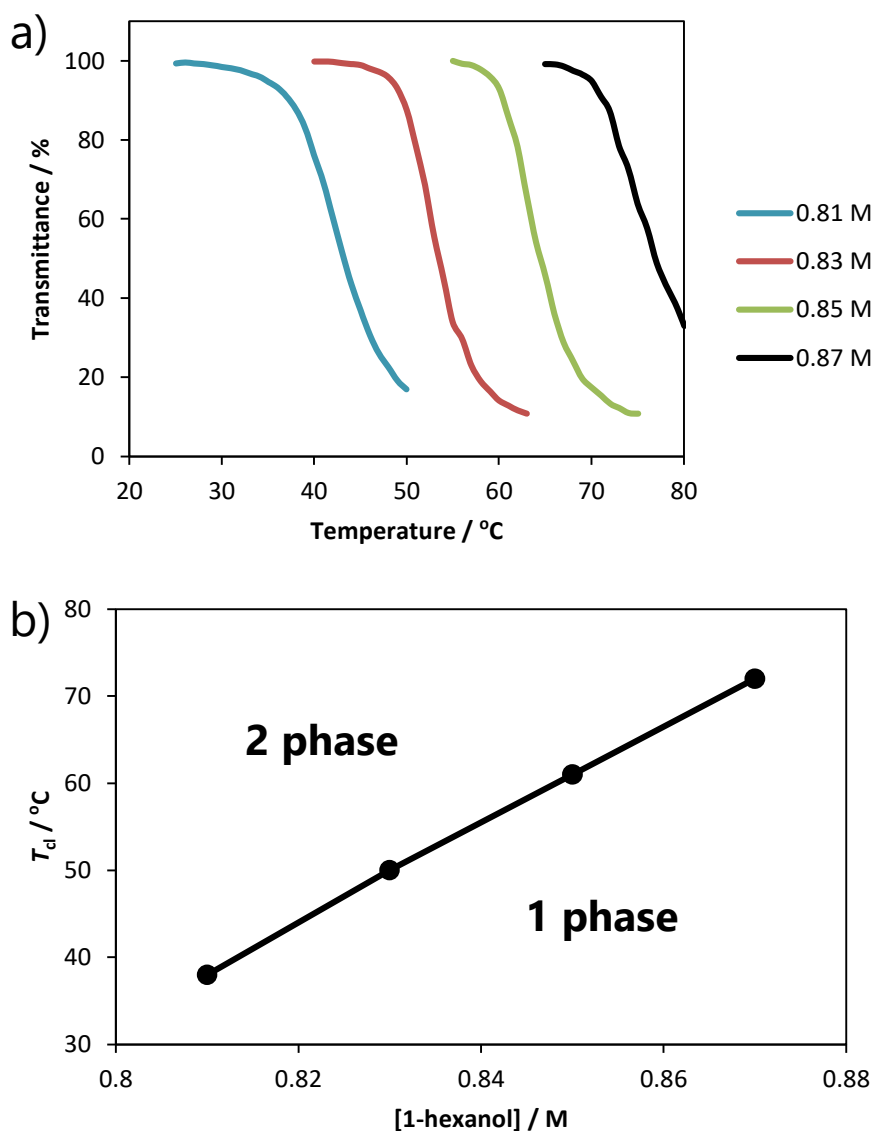 a)
100
80
60
40
20
0
Transmittance / %
20 30 40 50 60 70 80
Temperature / °C
0.81 M
0.83 M
0.85 M
0.87 M
b)
80
70
60
50
40
30
T_cl / °C
2 phase
1 phase
0.8 0.82 0.84 0.86 0.88
[1-hexanol] / M